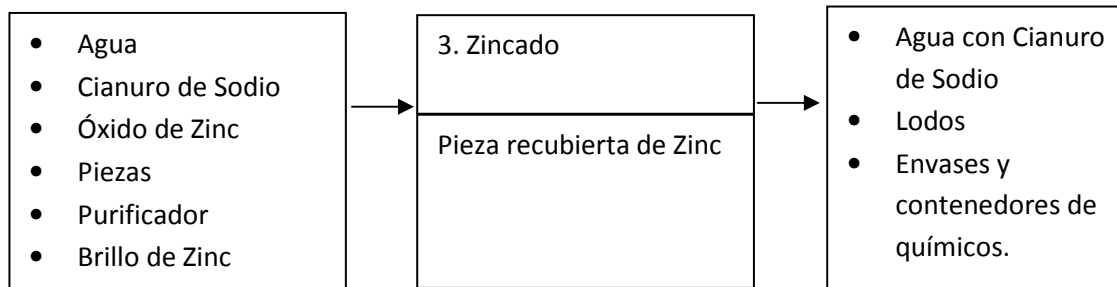 • Agua
• Cianuro de Sodio
• Óxido de Zinc
• Piezas
• Purificador
• Brillo de Zinc
3. Zincado
Pieza recubierta de Zinc
• Agua con Cianuro
de Sodio
• Lodos
• Envases y
contenedores de
químicos.